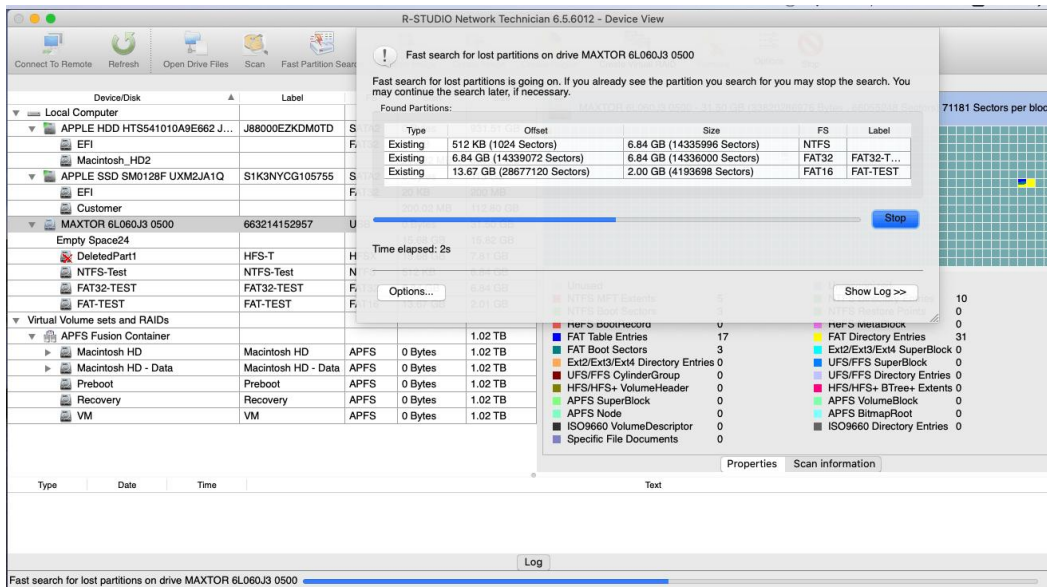 R-STUDIO Network Technician 6.5.6012 - Device View
Connect To Remote Refresh Open Drive Files Scan Fast Partition Sear
Device/Disk Label
Local Computer
APPLE HDD HTS541010A9E662 J... J88000EZKDM0TD
EFI
Macintosh_HD2
APPLE SSD SM0128F UXM2JA1Q S1K3NYCG105755
EFI
Customer
MAXTOR 6L060J3 0500 663214152957
Empty Space24
DeletedPart1 HFS-T
NTFS-Test NTFS-Test
FAT32-TEST FAT32-TEST
FAT-TEST FAT-TEST
Virtual Volume sets and RAIDs
APFS Fusion Container 1.02 TB
Macintosh HD Macintosh HD APFS 0 Bytes 1.02 TB
Macintosh HD - Data Macintosh HD - Data APFS 0 Bytes 1.02 TB
Preboot Preboot APFS 0 Bytes 1.02 TB
Recovery Recovery APFS 0 Bytes 1.02 TB
VM VM APFS 0 Bytes 1.02 TB
Fast search for lost partitions on drive MAXTOR 6L060J3 0500
Fast search for lost partitions is going on. If you already see the partition you search for you may stop the search. You
may continue the search later, if necessary.
Found Partitions:
Type Offset Size FS Label
Existing 512 KB (1024 Sectors) 6.84 GB (14335996 Sectors) NTFS
Existing 6.84 GB (14339072 Sectors) 6.84 GB (14336000 Sectors) FAT32 FAT32-T...
Existing 13.67 GB (28677120 Sectors) 2.00 GB (4193698 Sectors) FAT16 FAT-TEST
Stop
Time elapsed: 2s
Options... Show Log >>
71181 Sectors per bloc
10
0
ReFS BootRecord 0 ReFS MetaBlock 0
FAT Table Entries 17 FAT Directory Entries 31
FAT Boot Sectors 3 Ext2/Ext3/Ext4 SuperBlock 0
Ext2/Ext3/Ext4 Directory Entries 0 UFS/FFS SuperBlock 0
UFS/FFS CylinderGroup 0 UFS/FFS Directory Entries 0
HFS/HFS+ VolumeHeader 0 HFS/HFS+ BTree+ Extents 0
APFS SuperBlock 0 APFS VolumeBlock 0
APFS Node 0 APFS BitmapRoot 0
ISO9660 VolumeDescriptor 0 ISO9660 Directory Entries 0
Specific File Documents 0
Properties Scan information
Type Date Time Text
Log
Fast search for lost partitions on drive MAXTOR 6L060J3 0500